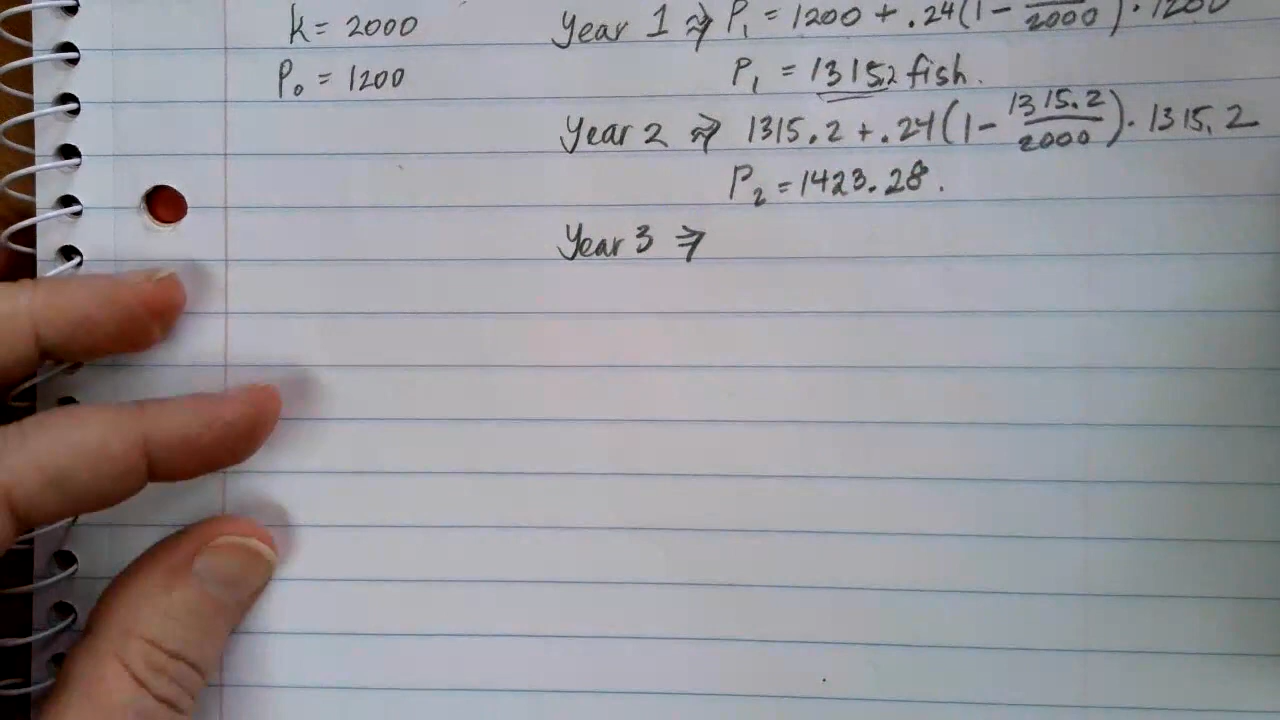 k = 2000
Year 1 ⇒ P₁ = 1200 + .24(1 - /2000) · 1200
P₀ = 1200
P₁ = 1315.2 fish.
Year 2 ⇒ 1315.2 + .24(1 - 1315.2/2000) · 1315.2
P₂ = 1423.28.
Year 3 ⇒